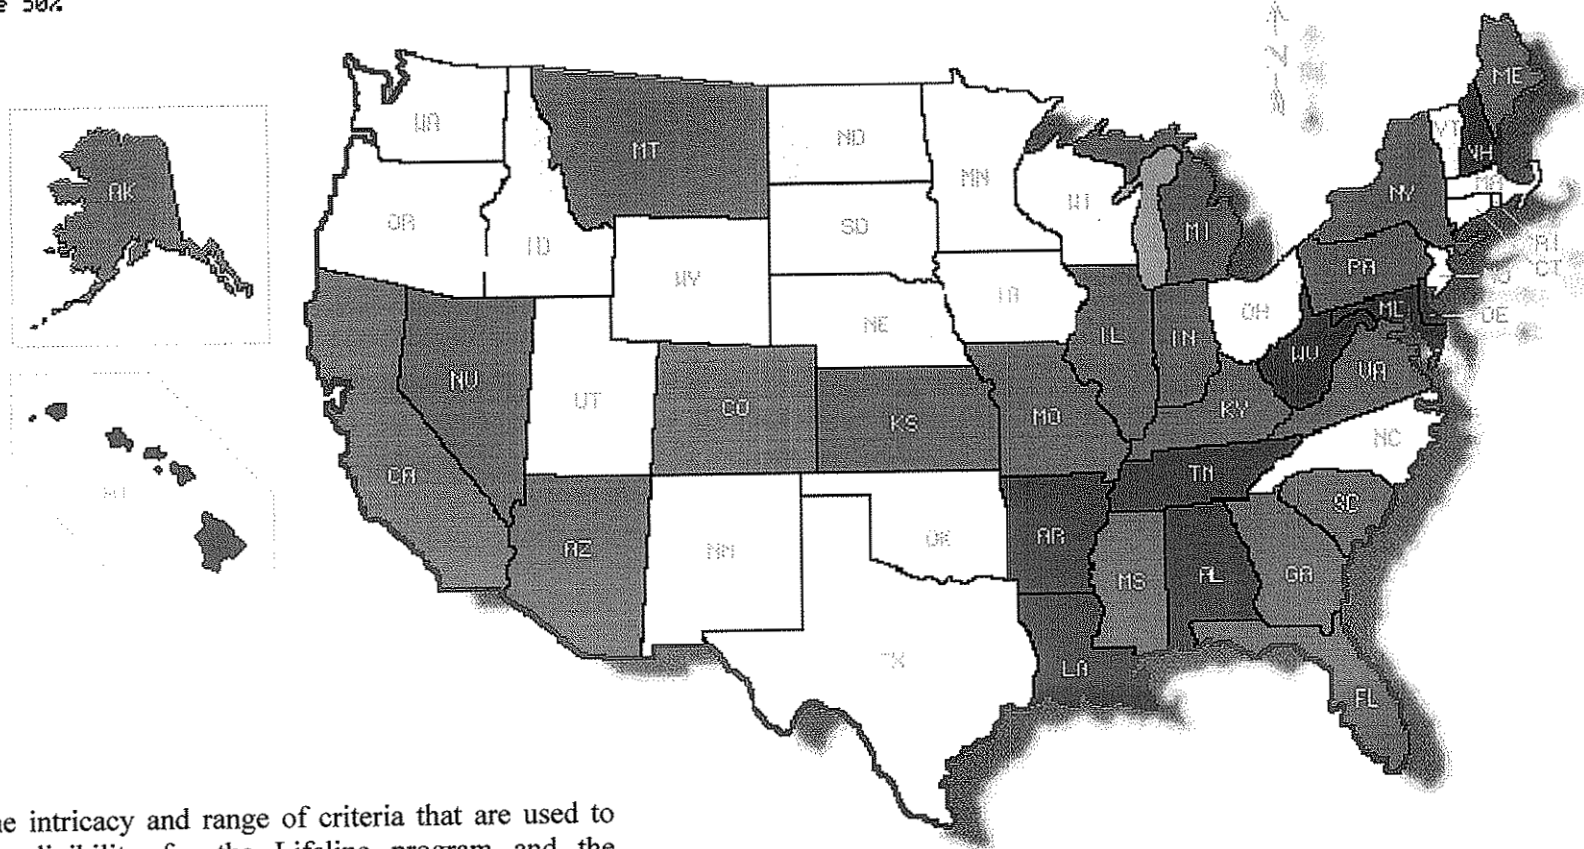 50%
ME
WA
MT
ND
VT
NH
MN
AK
OR
ID
SD
WI
NY
MI
RI
CT
WY
PA
IA
NE
OH
DE
IL
IN
NV
UT
CO
KS
MO
WV
VA
KY
NC
CA
TN
SC
AZ
NM
OK
AR
MS
AL
GA
TX
LA
FL
intricacy and range of criteria that are used to
the Lifeline program and the